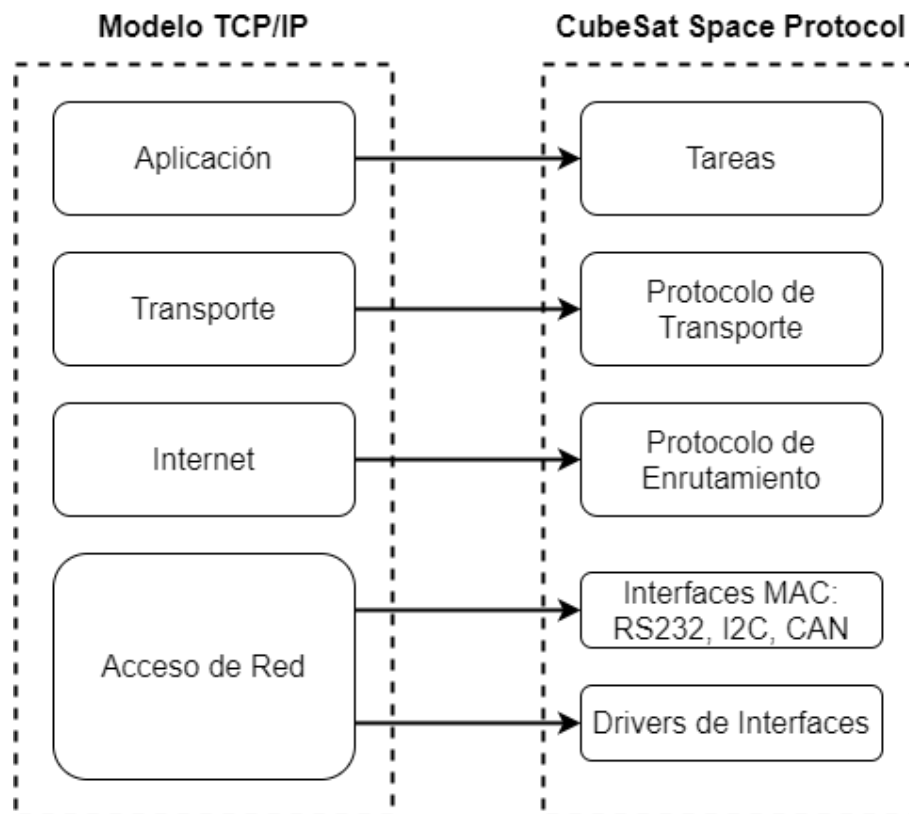 Modelo TCP/IP
CubeSat Space Protocol
Aplicación
Tareas
Transporte
Protocolo de
Transporte
Internet
Protocolo de
Enrutamiento
Acceso de Red
Interfaces MAC:
RS232, I2C, CAN
Drivers de Interfaces